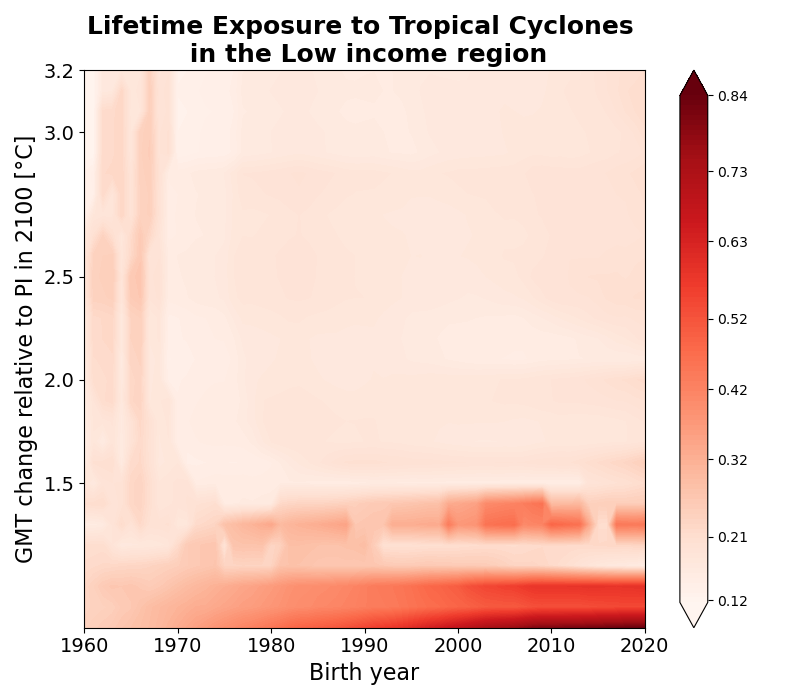 Lifetime Exposure to Tropical Cyclones
in the Low income region
GMT change relative to PI in 2100 [°C]
3.2
3.0
2.5
2.0
1.5
1960 1970 1980 1990 2000 2010 2020
Birth year
0.84
0.73
0.63
0.52
0.42
0.32
0.21
0.12